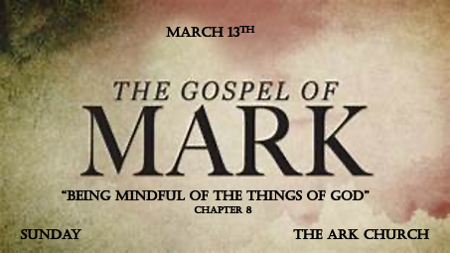 MARCH 13TH
THE GOSPEL OF
MARK
“BEING MINDFUL OF THE THINGS OF GOD”
CHAPTER 8
SUNDAY THE ARK CHURCH